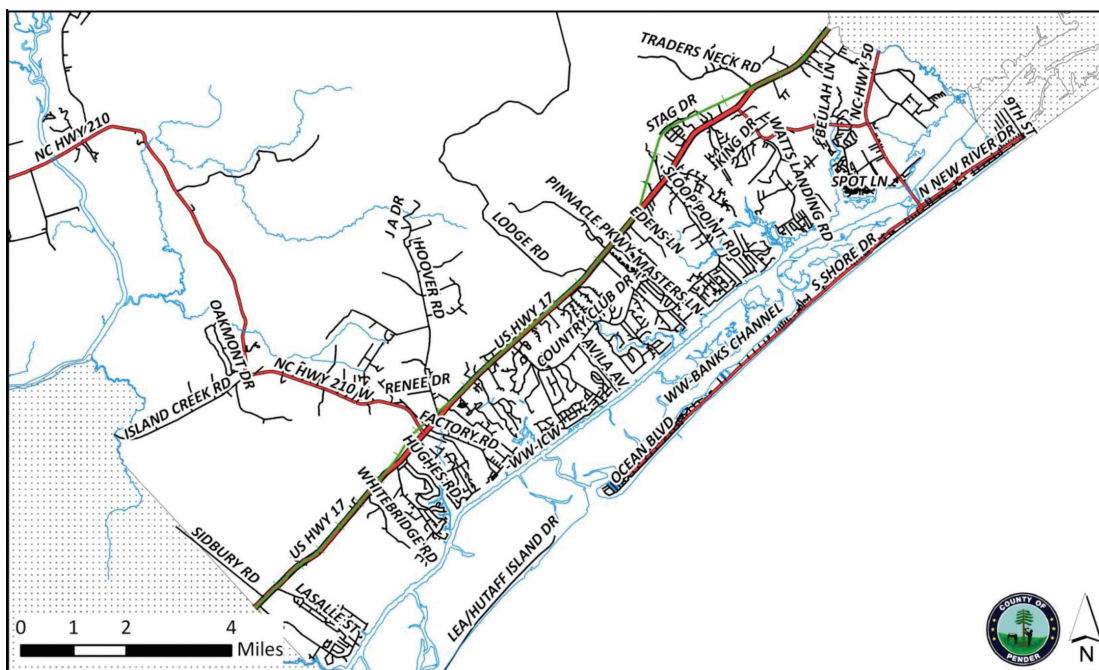 TRADERS NECK RD
STAG DR
KING DR
WATTS LANDING RD
BEULAH LN
NC HWY 50
9TH ST
N NEW RIVER DR
SPOT LN
NC HWY 210
SLOOP POINT RD
EDENS LN
PINNACLE PKWY
LODGE RD
MASTERS LN
S SHORE DR
JA DR
HOOVER RD
US HWY 17
COUNTRY CLUB DR
AVILA AV
WW-BANKS CHANNEL
OAKMONT DR
NC HWY 210 W
RENEE DR
ISLAND CREEK RD
FACTORY RD
WW-ICW
OCEAN BLVD
HUGHES RD
WHITEBRIDGE RD
US HWY 17
SIDBURY RD
LASALLE ST
LEA/HUTAFF ISLAND DR
0 1 2 4
Miles
COUNTY OF
PENDER
N